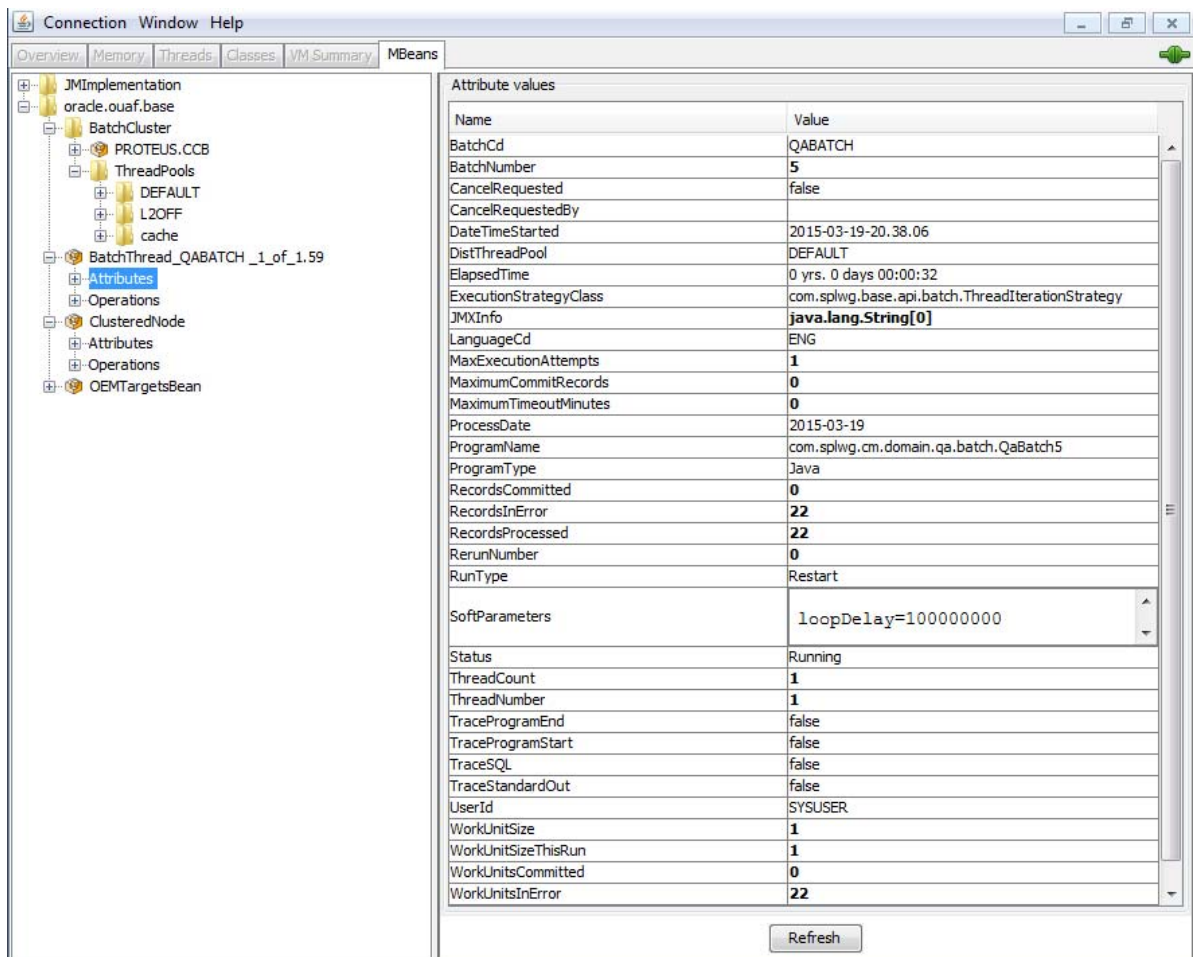 Connection Window Help
Overview Memory Threads Classes VM Summary MBeans
JMImplementation
oracle.ouaf.base
BatchCluster
PROTEUS.CCB
ThreadPools
DEFAULT
L2OFF
cache
BatchThread_QABATCH _1_of_1.59
Attributes
Operations
ClusteredNode
Attributes
Operations
OEMTargetsBean
Attribute values
Name Value
BatchCd QABATCH
BatchNumber 5
CancelRequested false
CancelRequestedBy
DateTimeStarted 2015-03-19-20.38.06
DistThreadPool DEFAULT
ElapsedTime 0 yrs. 0 days 00:00:32
ExecutionStrategyClass com.splwg.base.api.batch.ThreadIterationStrategy
JMXInfo java.lang.String[0]
LanguageCd ENG
MaxExecutionAttempts 1
MaximumCommitRecords 0
MaximumTimeoutMinutes 0
ProcessDate 2015-03-19
ProgramName com.splwg.cm.domain.qa.batch.QaBatch5
ProgramType Java
RecordsCommitted 0
RecordsInError 22
RecordsProcessed 22
RerunNumber 0
RunType Restart
SoftParameters loopDelay=100000000
Status Running
ThreadCount 1
ThreadNumber 1
TraceProgramEnd false
TraceProgramStart false
TraceSQL false
TraceStandardOut false
UserId SYSUSER
WorkUnitSize 1
WorkUnitSizeThisRun 1
WorkUnitsCommitted 0
WorkUnitsInError 22
Refresh